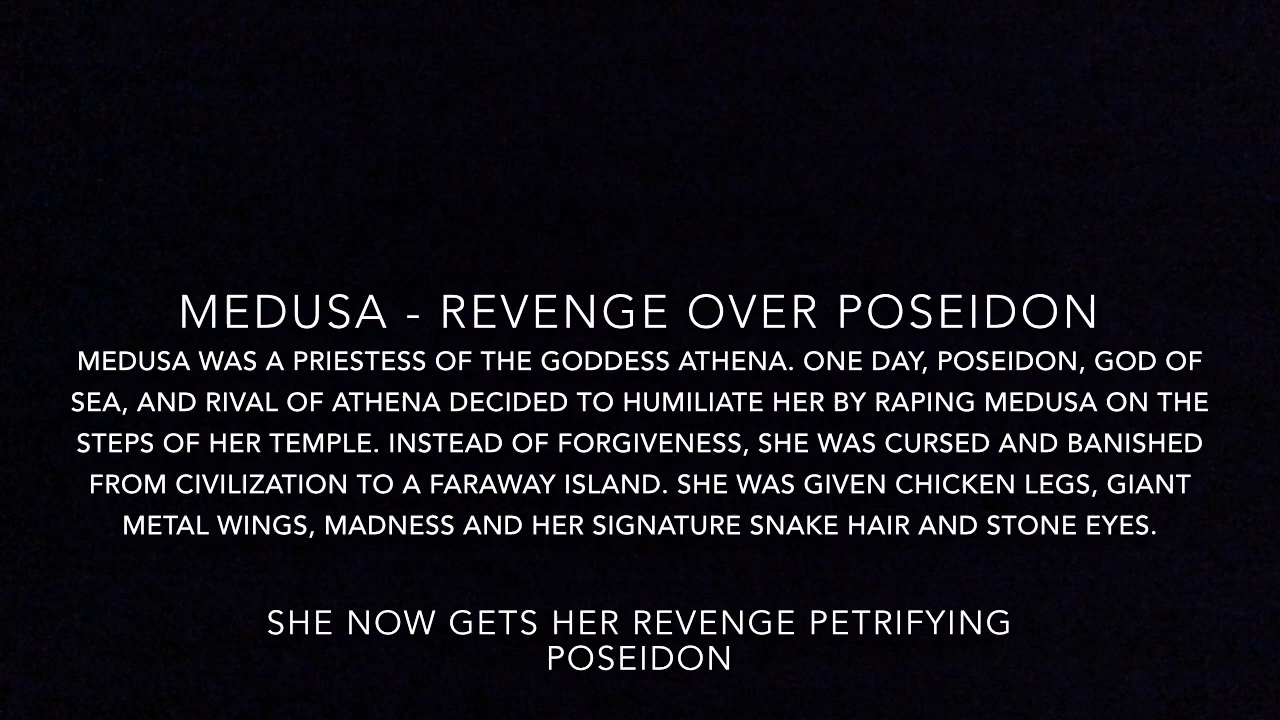 MEDUSA - REVENGE OVER POSEIDON
MEDUSA WAS A PRIESTESS OF THE GODDESS ATHENA. ONE DAY, POSEIDON, GOD OF
SEA, AND RIVAL OF ATHENA DECIDED TO HUMILIATE HER BY RAPING MEDUSA ON THE
STEPS OF HER TEMPLE. INSTEAD OF FORGIVENESS, SHE WAS CURSED AND BANISHED
FROM CIVILIZATION TO A FARAWAY ISLAND. SHE WAS GIVEN CHICKEN LEGS, GIANT
METAL WINGS, MADNESS AND HER SIGNATURE SNAKE HAIR AND STONE EYES.
SHE NOW GETS HER REVENGE PETRIFYING
POSEIDON